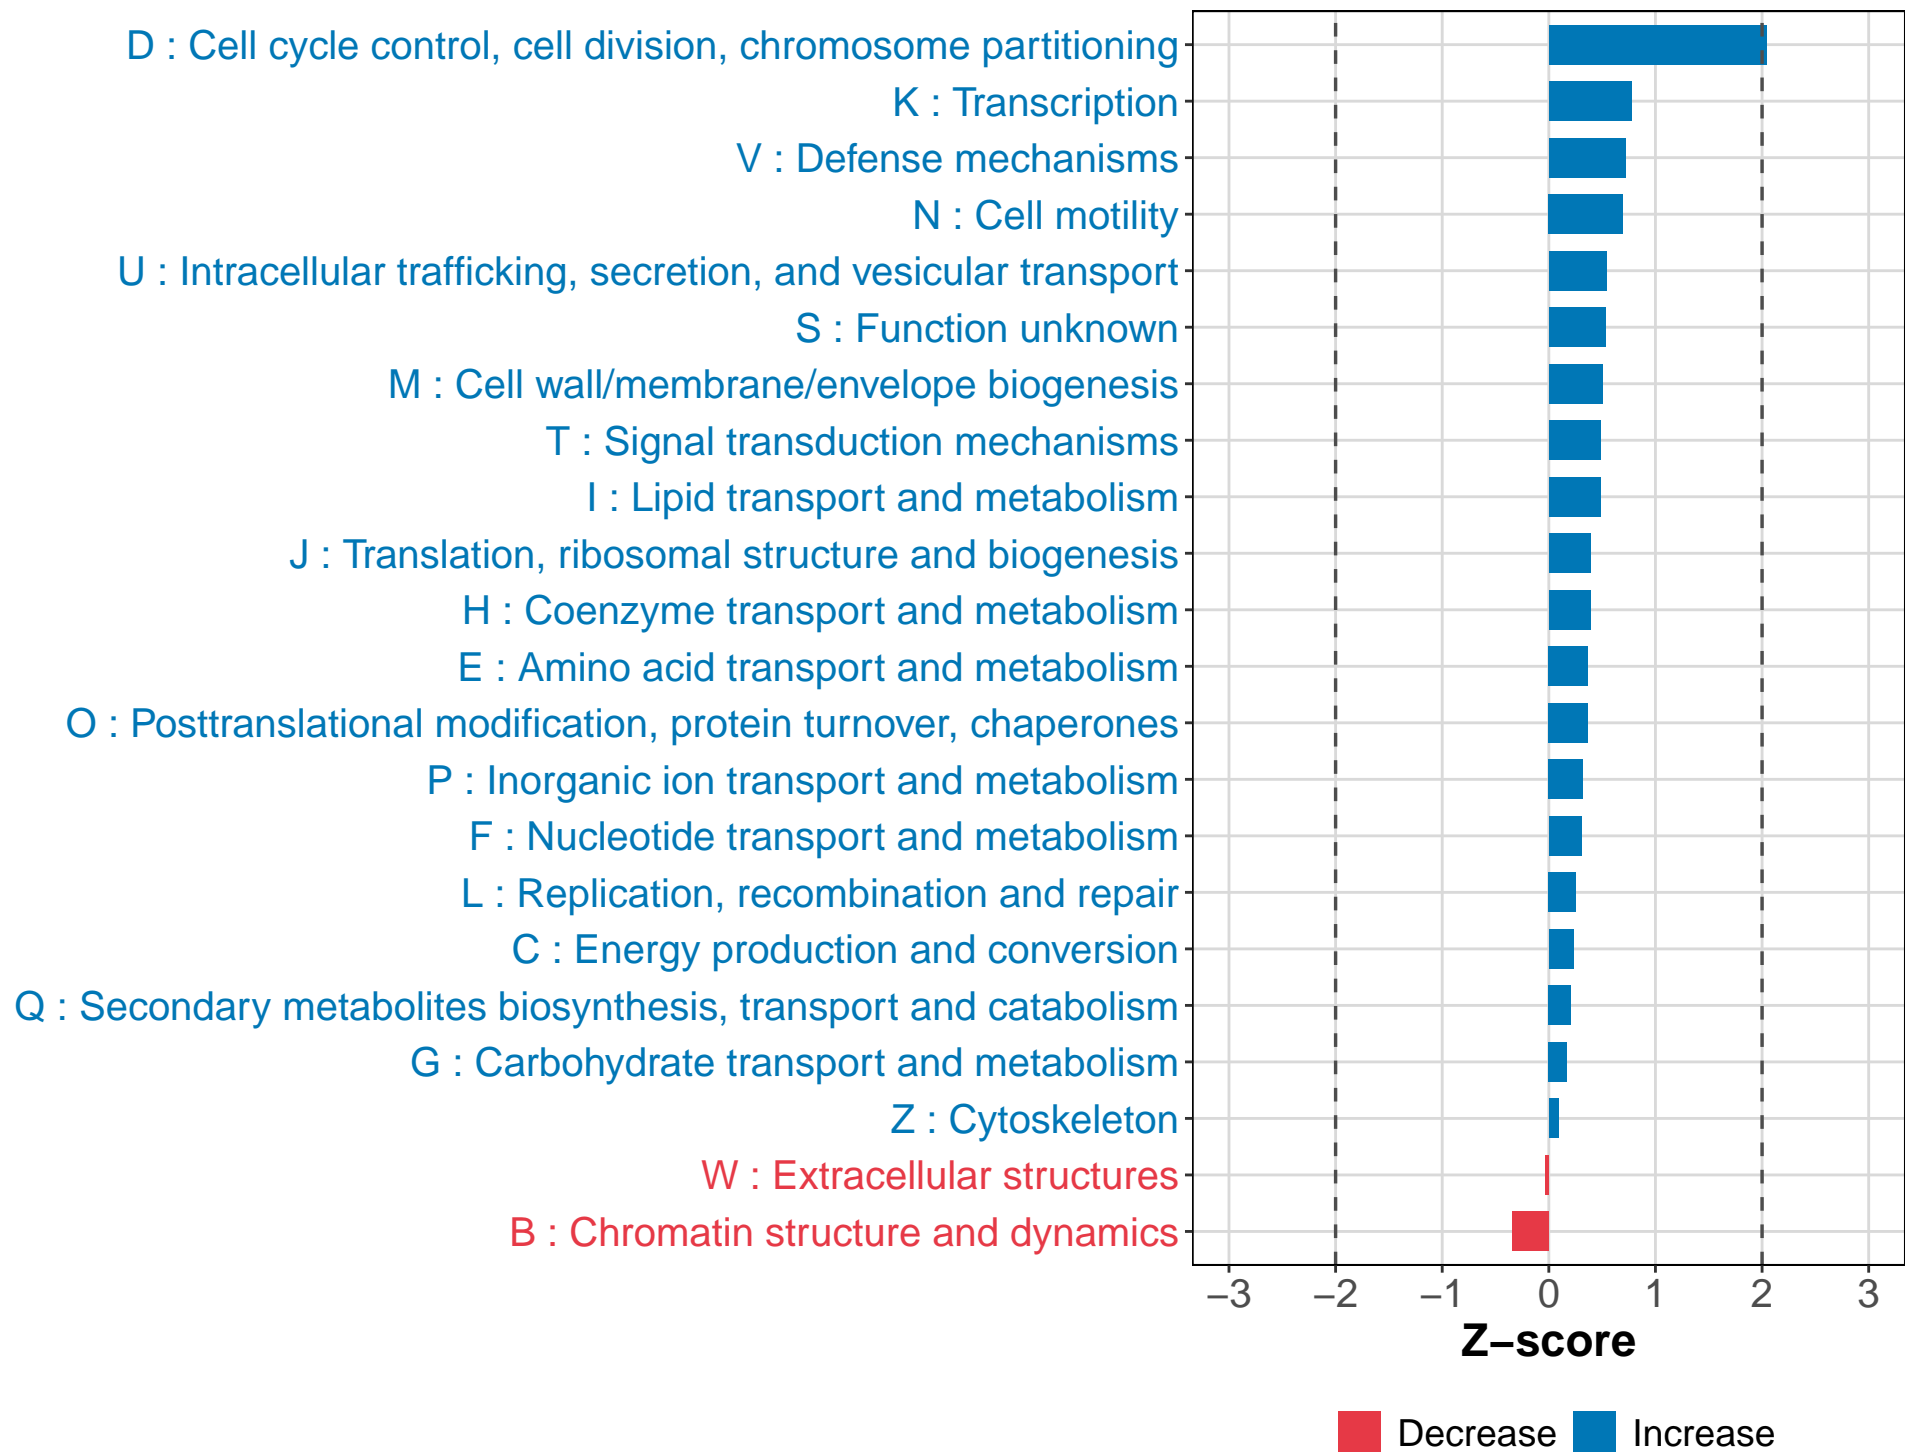 D : Cell cycle control, cell division, chromosome partitioning
K : Transcription
V : Defense mechanisms
N : Cell motility
U : Intracellular trafficking, secretion, and vesicular transport
S : Function unknown
M : Cell wall/membrane/envelope biogenesis
T : Signal transduction mechanisms
I : Lipid transport and metabolism
J : Translation, ribosomal structure and biogenesis
H : Coenzyme transport and metabolism
E : Amino acid transport and metabolism
O : Posttranslational modification, protein turnover, chaperones
P : Inorganic ion transport and metabolism
F : Nucleotide transport and metabolism
L : Replication, recombination and repair
C : Energy production and conversion
Q : Secondary metabolites biosynthesis, transport and catabolism
G : Carbohydrate transport and metabolism
Z : Cytoskeleton
W : Extracellular structures
B : Chromatin structure and dynamics
−3 −2 −1 0 1 2 3
Z−score
Decrease Increase